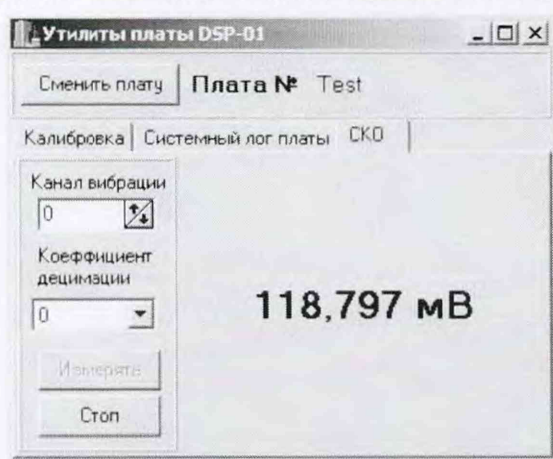 Утилиты платы DSP-01
Сменить плату Плата № Test
Калибровка Системный лог платы СКО
Канал вибрации
0
Коеффициент
децимации
0
118,797 мВ
Измерять
Стоп